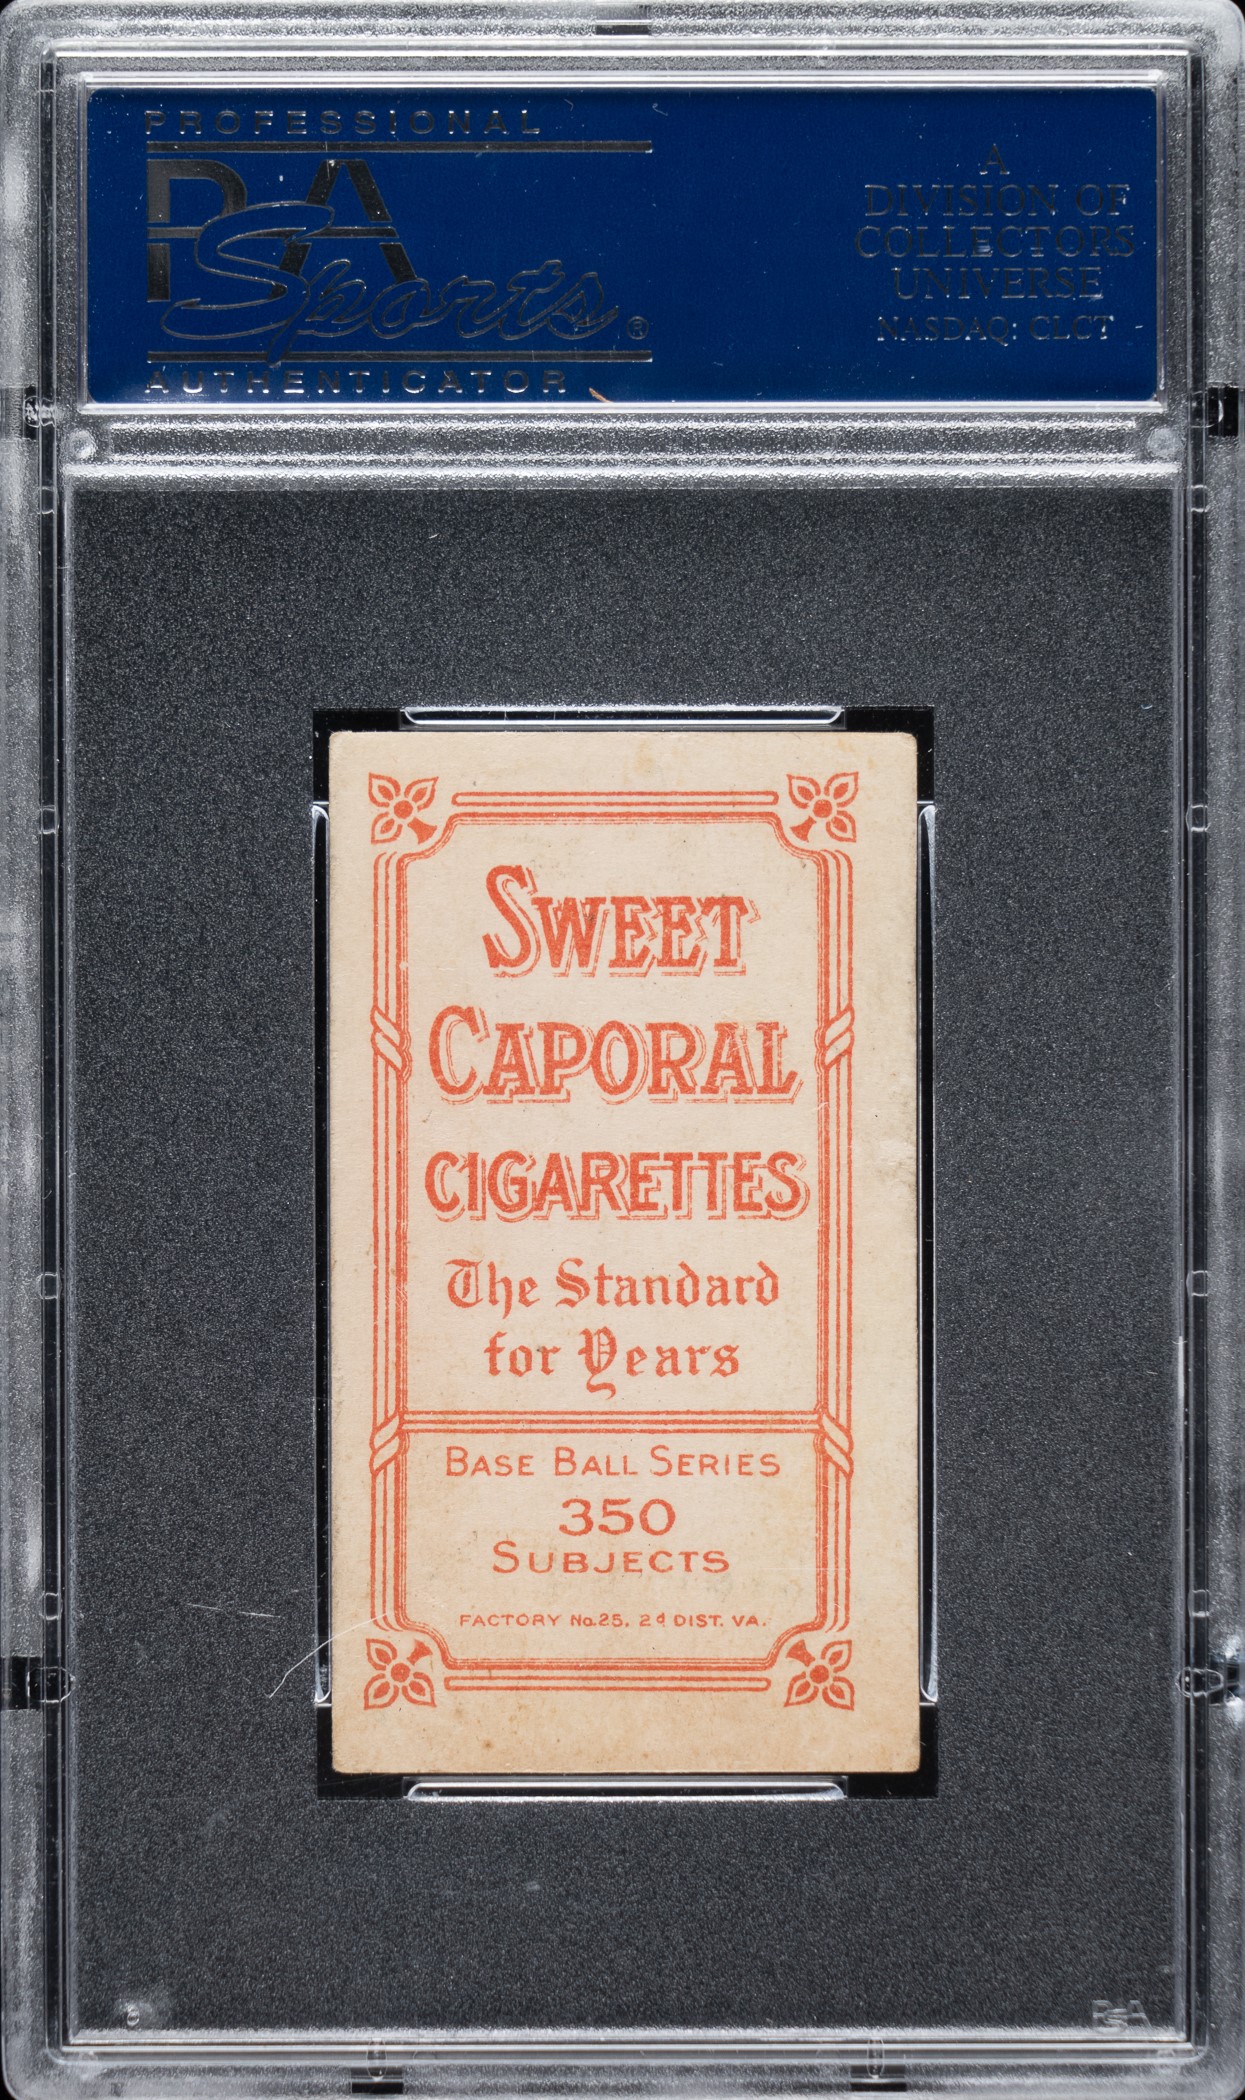 PROFESSIONAL
PSA
Sports ®
AUTHENTICATOR
A
DIVISION OF
COLLECTORS
UNIVERSE
NASDAQ: CLCT
SWEET
CAPORAL
CIGARETTES
The Standard
for Years
BASE BALL SERIES
350
SUBJECTS
FACTORY No. 25, 2d DIST. VA.
PSA